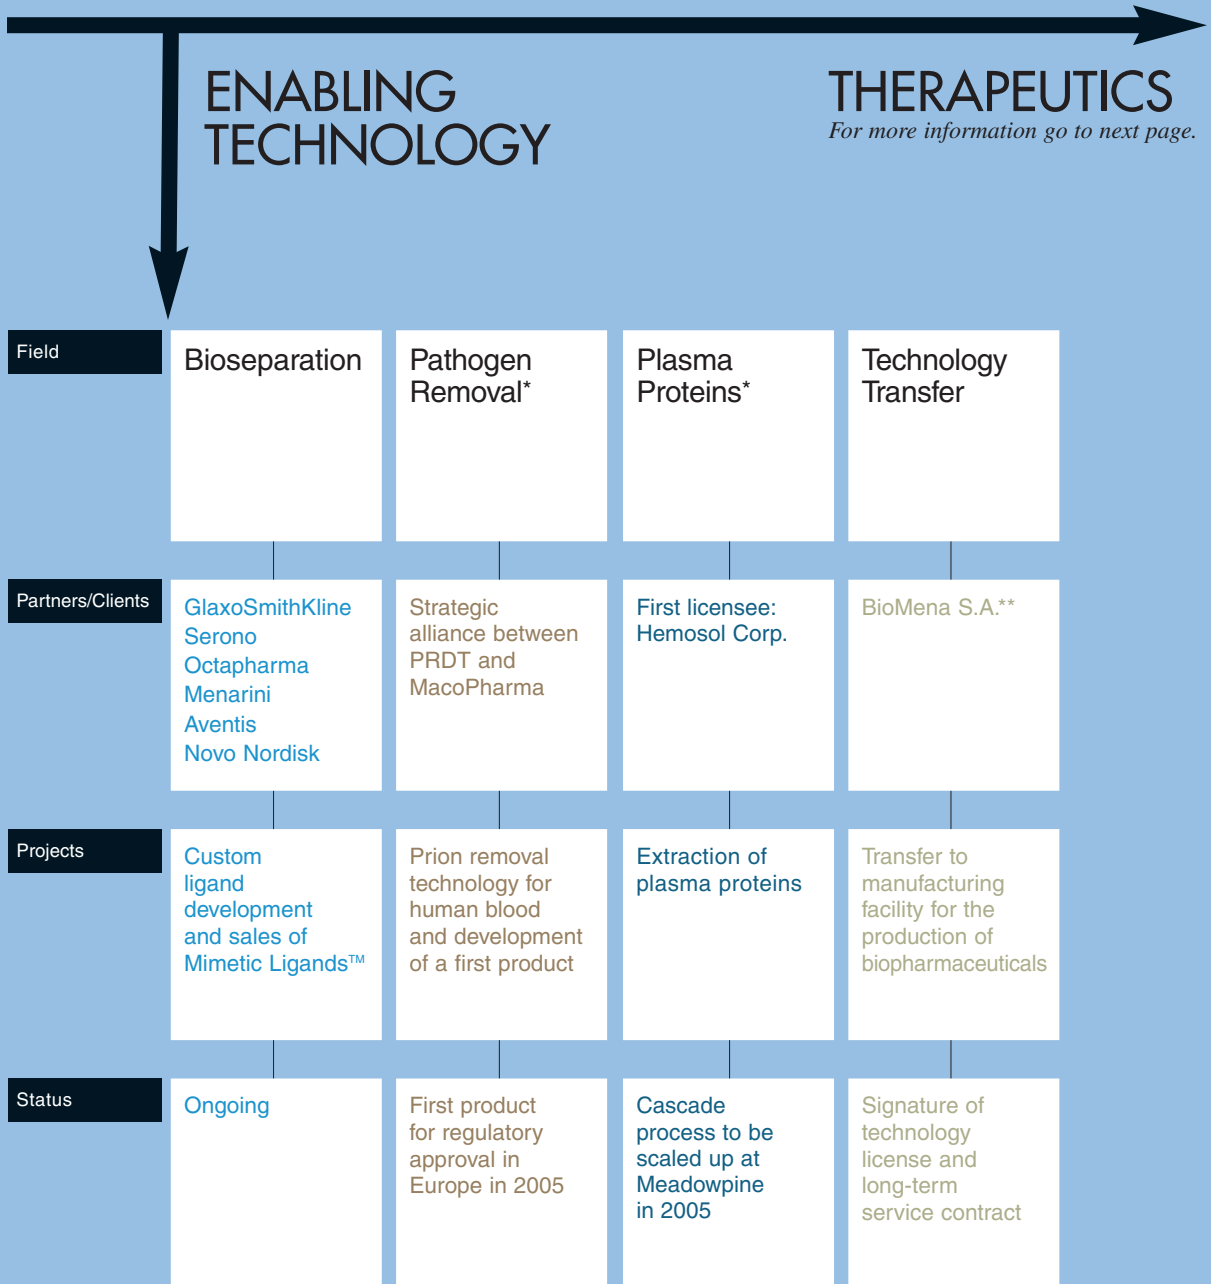 ENABLING
TECHNOLOGY
THERAPEUTICS
For more information go to next page.
Field
Bioseparation
Pathogen
Removal*
Plasma
Proteins*
Technology
Transfer
Partners/Clients
GlaxoSmithKline
Serono
Octapharma
Menarini
Aventis
Novo Nordisk
Strategic
alliance between
PRDT and
MacoPharma
First licensee:
Hemosol Corp.
BioMena S.A.**
Projects
Custom
ligand
development
and sales of
Mimetic Ligands™
Prion removal
technology for
human blood
and development
of a first product
Extraction of
plasma proteins
Transfer to
manufacturing
facility for the
production of
biopharmaceuticals
Status
Ongoing
First product
for regulatory
approval in
Europe in 2005
Cascade
process to be
scaled up at
Meadowpine
in 2005
Signature of
technology
license and
long-term
service contract